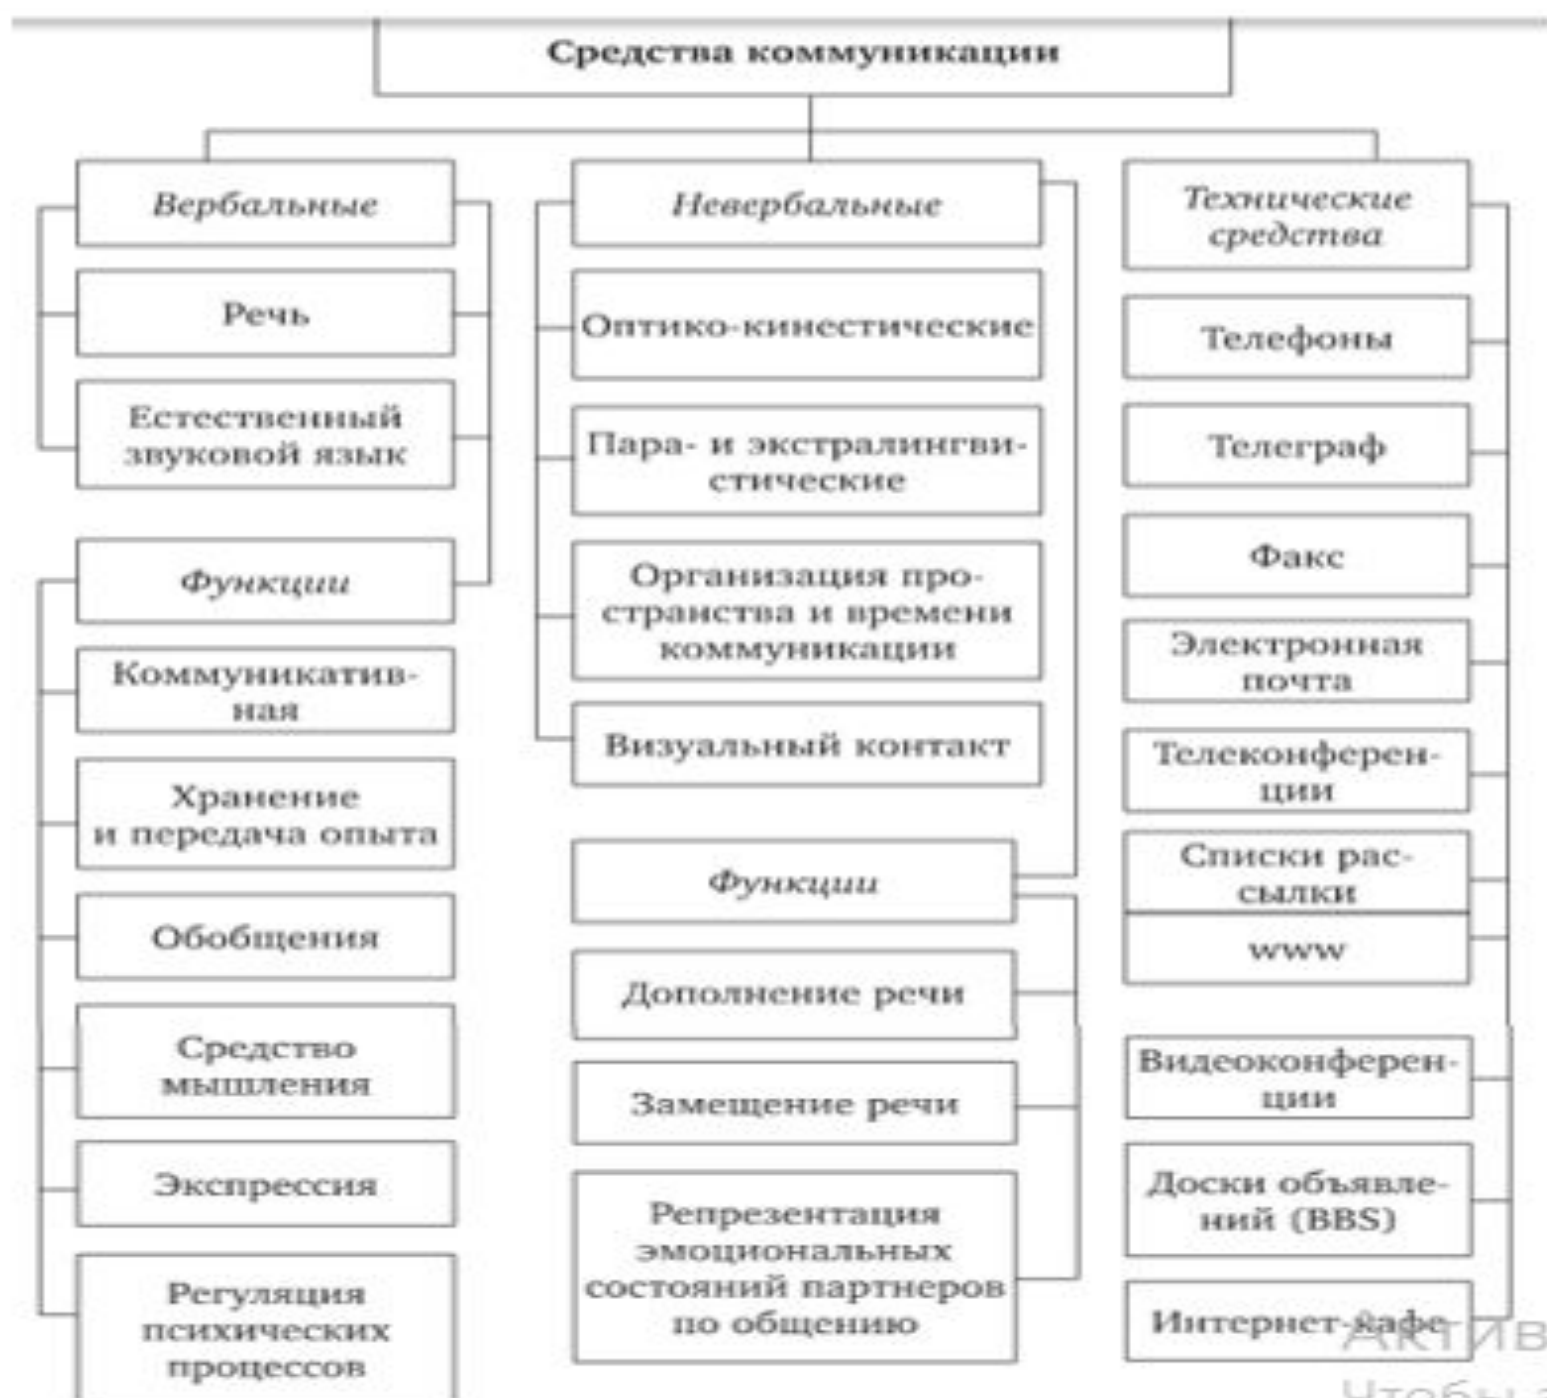 Средства коммуникации
Вербальные
Речь
Естественный
звуковой язык
Функции
Коммуникатив-
ная
Хранение
и передача опыта
Обобщения
Средство
мышления
Экспрессия
Регуляция
психических
процессов
Невербальные
Оптико-кинестические
Пара- и экстралингви-
стические
Организация про-
странства и времени
коммуникации
Визуальный контакт
Функции
Дополнение речи
Замещение речи
Репрезентация
эмоциональных
состояний партнеров
по общению
Технические
средства
Телефоны
Телеграф
Факс
Электронная
почта
Телеконферен-
ции
Списки рас-
сылки
www
Видеоконферен-
ции
Доски объявле-
ний (BBS)
Интернет-кафе
Актив